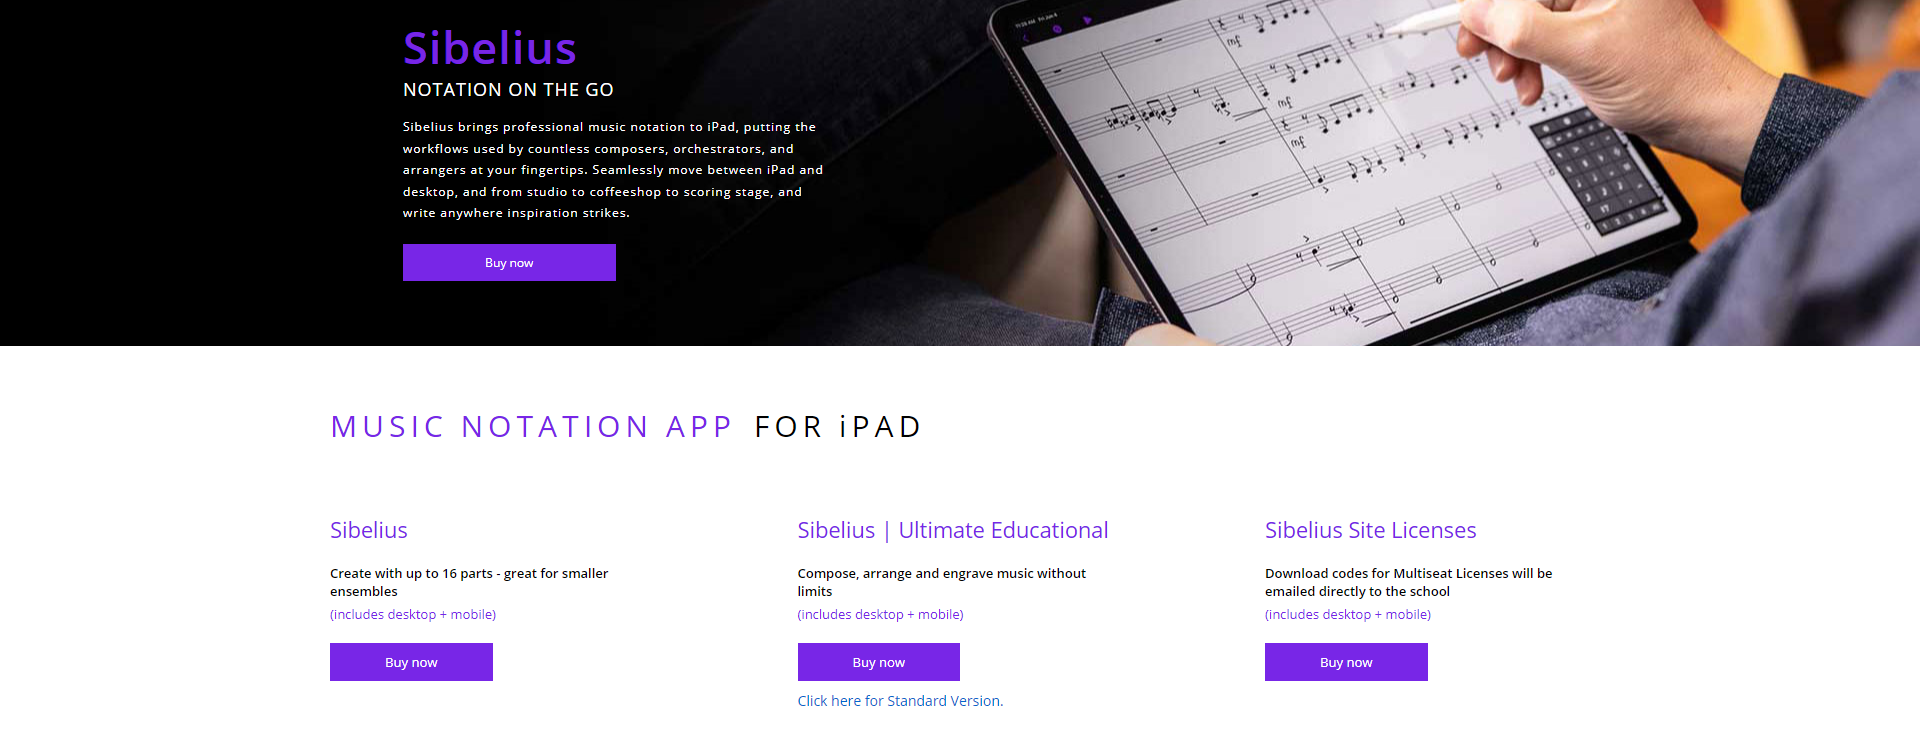 Sibelius
NOTATION ON THE GO
Sibelius brings professional music notation to iPad, putting the
workflows used by countless composers, orchestrators, and
arrangers at your fingertips. Seamlessly move between iPad and
desktop, and from studio to coffeeshop to scoring stage, and
write anywhere inspiration strikes.
Buy now
mf
mf
mf
MUSIC NOTATION APP FOR iPAD
Sibelius
Create with up to 16 parts - great for smaller
ensembles
(includes desktop + mobile)
Buy now
Sibelius | Ultimate Educational
Compose, arrange and engrave music without
limits
(includes desktop + mobile)
Buy now
Click here for Standard Version.
Sibelius Site Licenses
Download codes for Multiseat Licenses will be
emailed directly to the school
(includes desktop + mobile)
Buy now